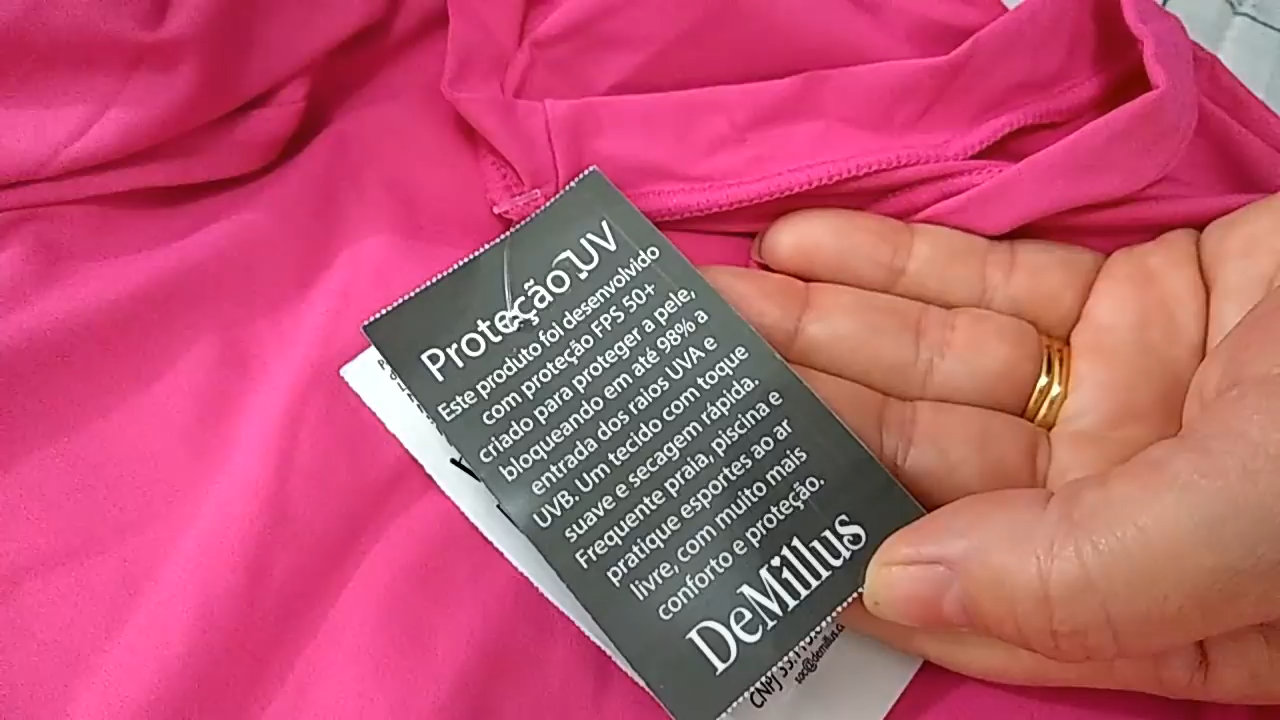 Proteção UV
Este produto foi desenvolvido
com proteção FPS 50+
criado para proteger a pele,
bloqueando em até 98% a
entrada dos raios UVA e
UVB. Um tecido com toque
suave e secagem rápida.
Frequente praia, piscina e
pratique esportes ao ar
livre, com muito mais
conforto e proteção.
DeMillus
CNPJ